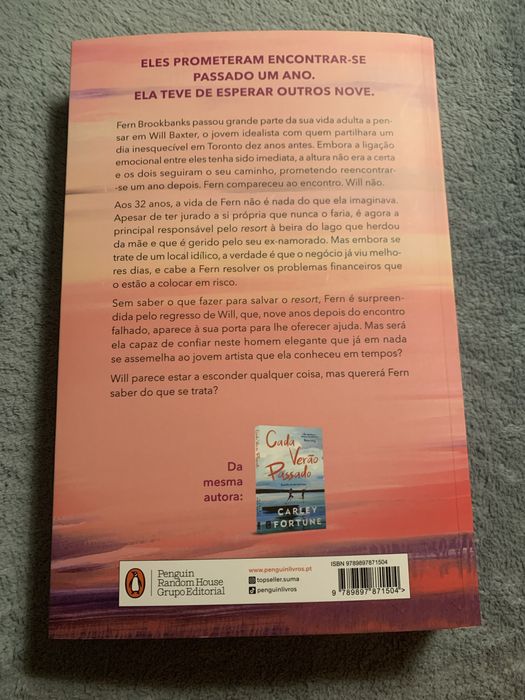 ELES PROMETERAM ENCONTRAR-SE
PASSADO UM ANO.
ELA TEVE DE ESPERAR OUTROS NOVE.
Fern Brookbanks passou grande parte da sua vida adulta a pen-
sar em Will Baxter, o jovem idealista com quem partilhara um
dia inesquecível em Toronto dez anos antes. Embora a ligação
emocional entre eles tenha sido imediata, a altura não era a certa
e os dois seguiram o seu caminho, prometendo reencontrar-
-se um ano depois. Fern compareceu ao encontro. Will não.
Aos 32 anos, a vida de Fern não é nada do que ela imaginava.
Apesar de ter jurado a si própria que nunca o faria, é agora a
principal responsável pelo resort à beira do lago que herdou
da mãe e que é gerido pelo seu ex-namorado. Mas embora se
trate de um local idílico, a verdade é que o negócio já viu melho-
res dias, e cabe a Fern resolver os problemas financeiros que
o estão a colocar em risco.
Sem saber o que fazer para salvar o resort, Fern é surpreen-
dida pelo regresso de Will, que, nove anos depois do encontro
falhado, aparece à sua porta para lhe oferecer ajuda. Mas será
ela capaz de confiar neste homem elegante que já em nada
se assemelha ao jovem artista que ela conheceu em tempos?
Will parece estar a esconder qualquer coisa, mas quererá Fern
saber do que se trata?
Da
mesma
autora:
Cada
Verão
Passado
CARLEY
FORTUNE
Penguin
Random House
Grupo Editorial
www.penguinlivros.pt
topseller.suma
penguinlivros
ISBN 9789897871504
9 789897 871504 >